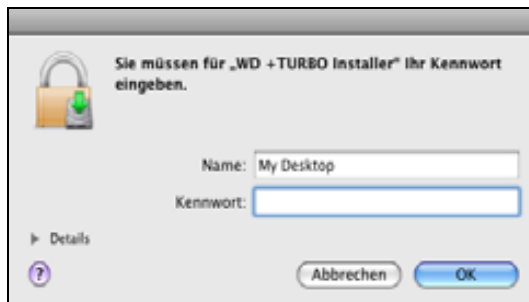 Sie müssen für „WD +TURBO Installer“ Ihr Kennwort
eingeben.
Name: My Desktop
Kennwort:
Details
? Abbrechen OK